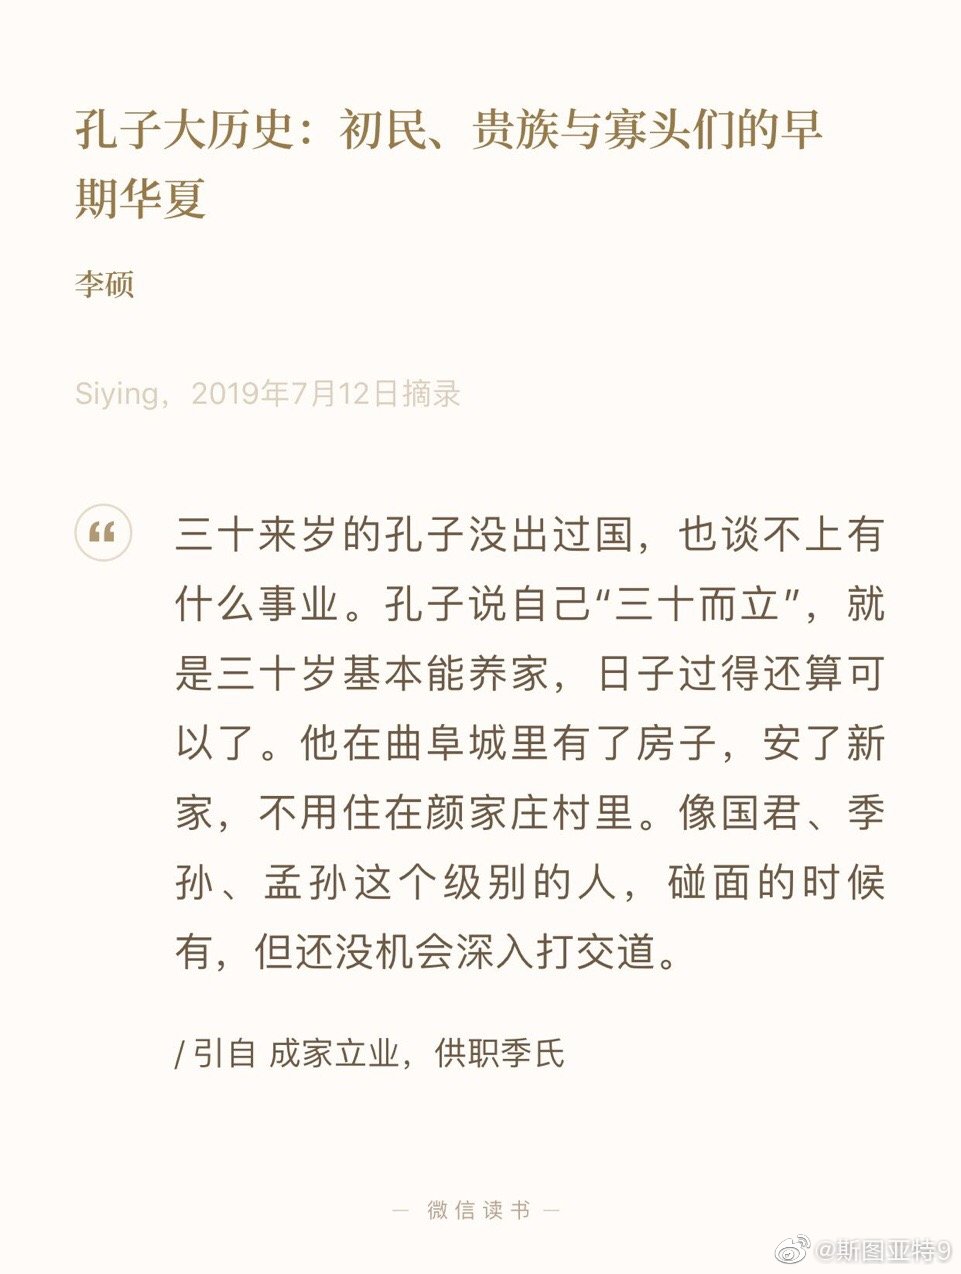 孔子大历史：初民、贵族与寡头们的早
期华夏
李硕
Siying，2019年7月12日摘录
三十来岁的孔子没出过国，也谈不上有
什么事业。孔子说自己“三十而立”，就
是三十岁基本能养家，日子过得还算可
以了。他在曲阜城里有了房子，安了新
家，不用住在颜家庄村里。像国君、季
孙、孟孙这个级别的人，碰面的时候
有，但还没机会深入打交道。
/ 引自 成家立业，供职季氏
— 微信读书 —
@斯图亚特9